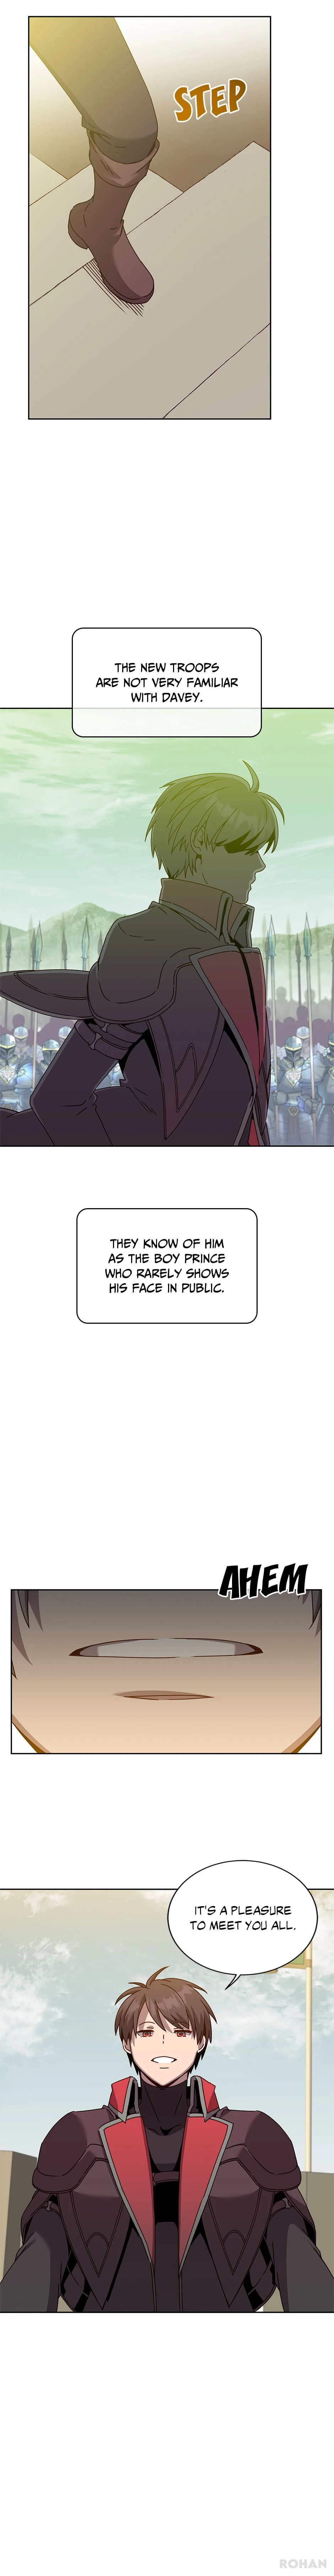 STEP
THE NEW TROOPS
ARE NOT VERY FAMILIAR
WITH DAVEY.
THEY KNOW OF HIM
AS THE BOY PRINCE
WHO RARELY SHOWS
HIS FACE IN PUBLIC.
AHEM
IT'S A PLEASURE
TO MEET YOU ALL.
ROHAN